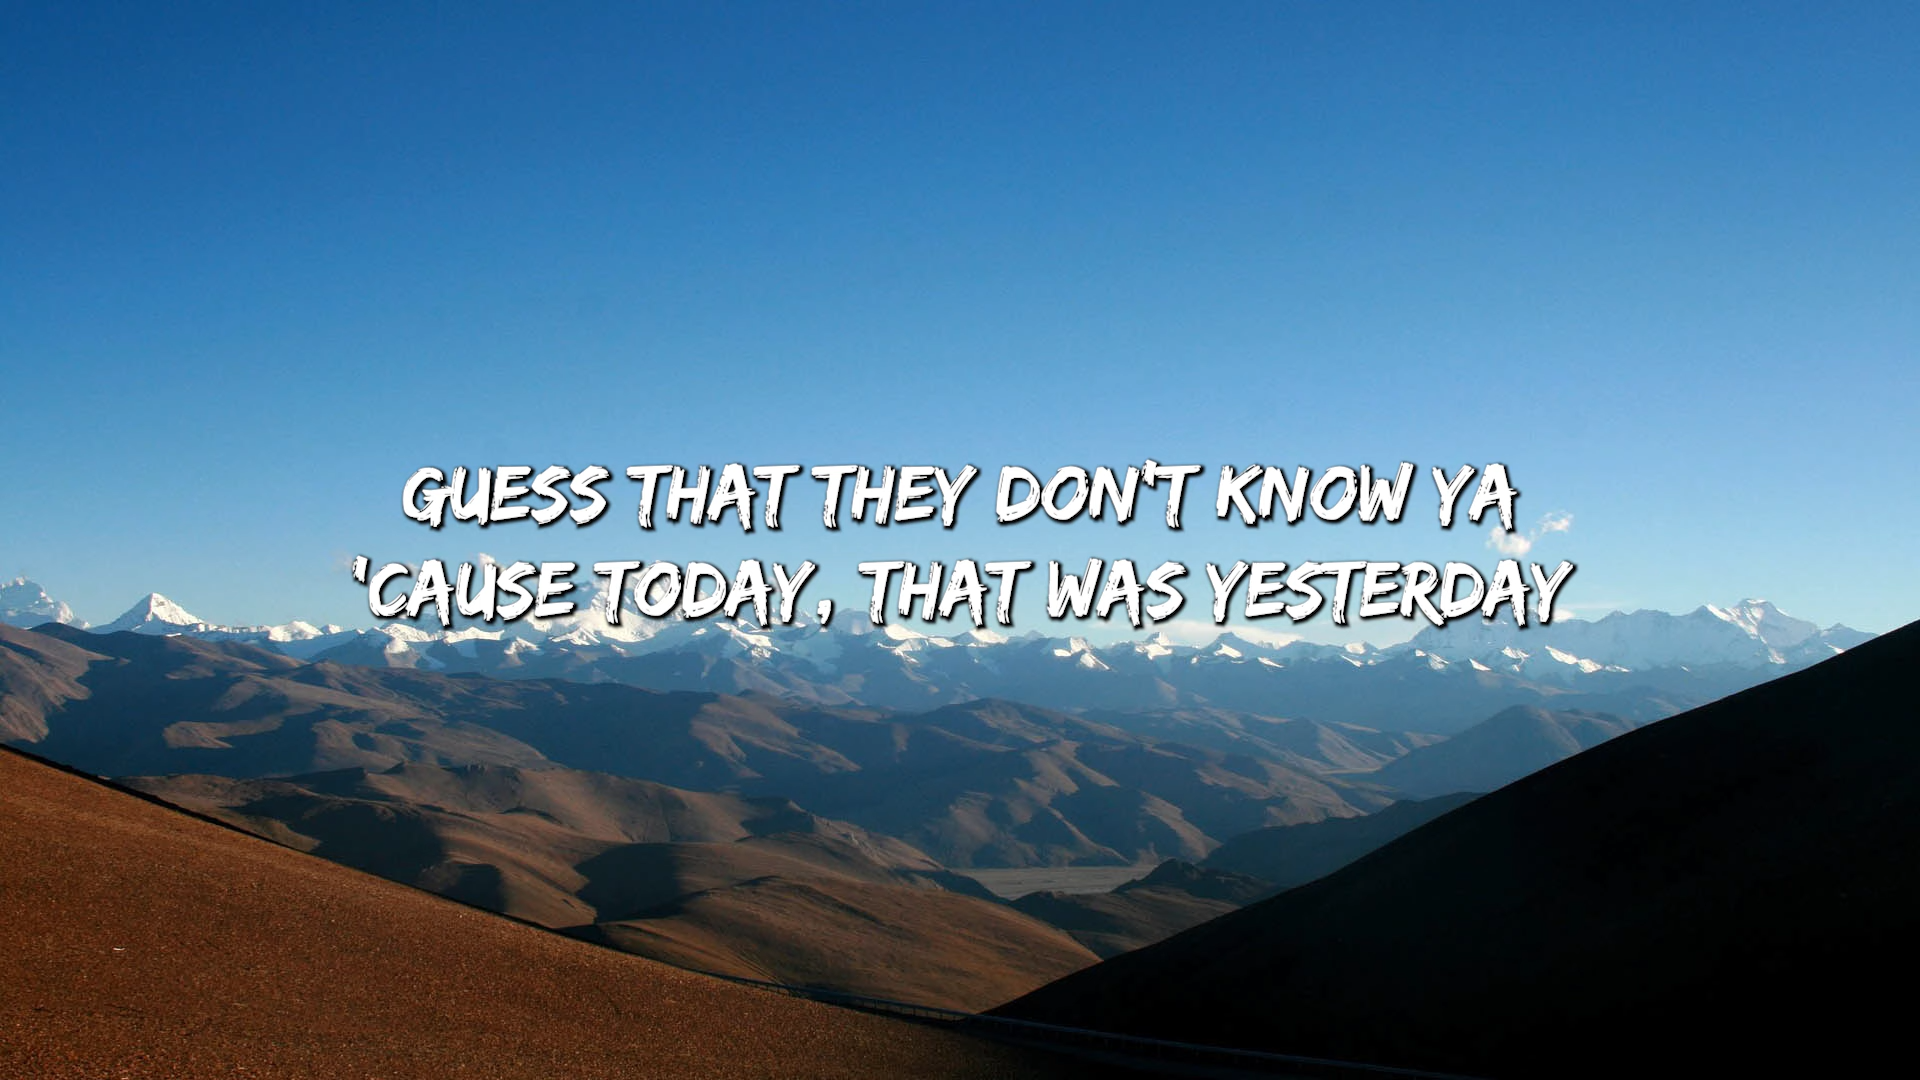 GUESS THAT THEY DON'T KNOW YA
'CAUSE TODAY, THAT WAS YESTERDAY